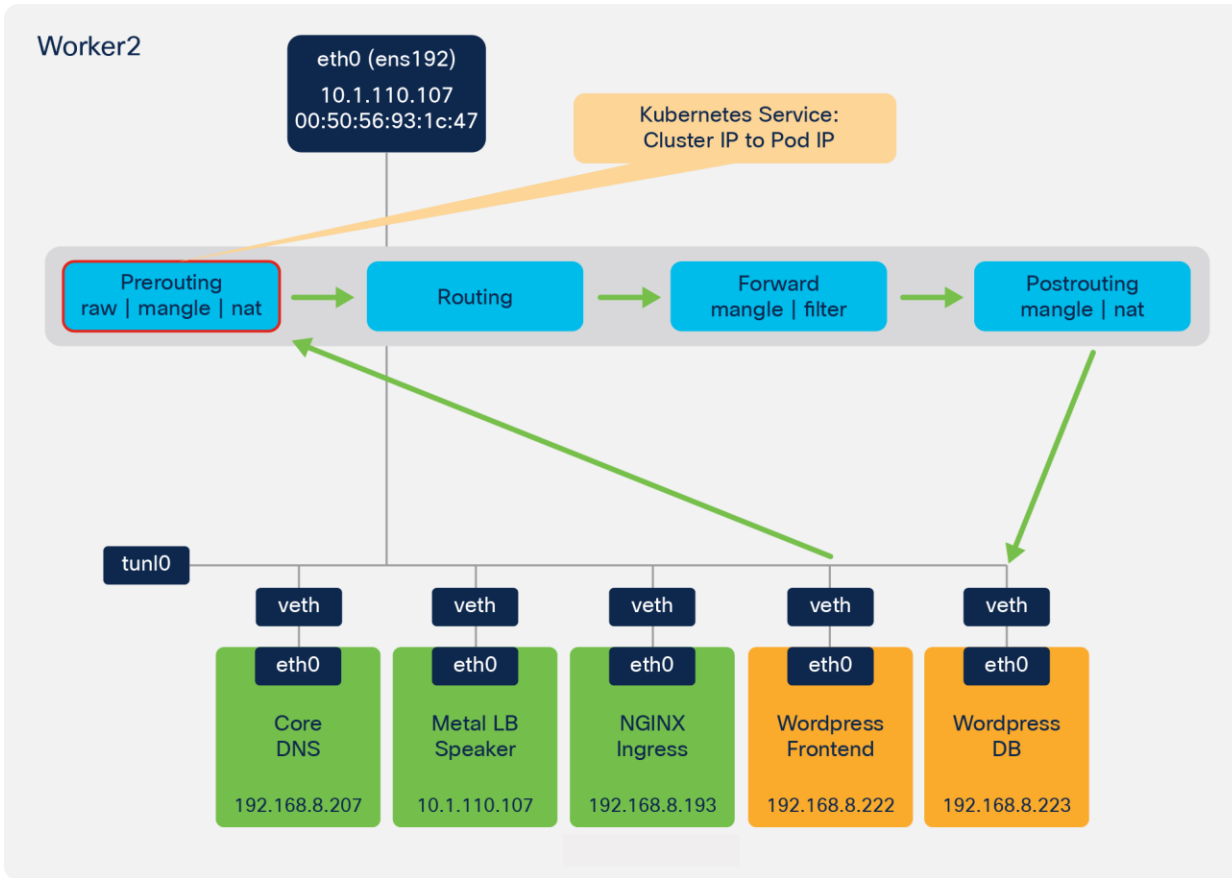 Worker2
eth0 (ens192)
10.1.110.107
00:50:56:93:1c:47
Kubernetes Service:
Cluster IP to Pod IP
Prerouting
raw | mangle | nat
Routing
Forward
mangle | filter
Postrouting
mangle | nat
tunl0
veth
veth
veth
veth
veth
eth0
eth0
eth0
eth0
eth0
Core
DNS
192.168.8.207
Metal LB
Speaker
10.1.110.107
NGINX
Ingress
192.168.8.193
Wordpress
Frontend
192.168.8.222
Wordpress
DB
192.168.8.223